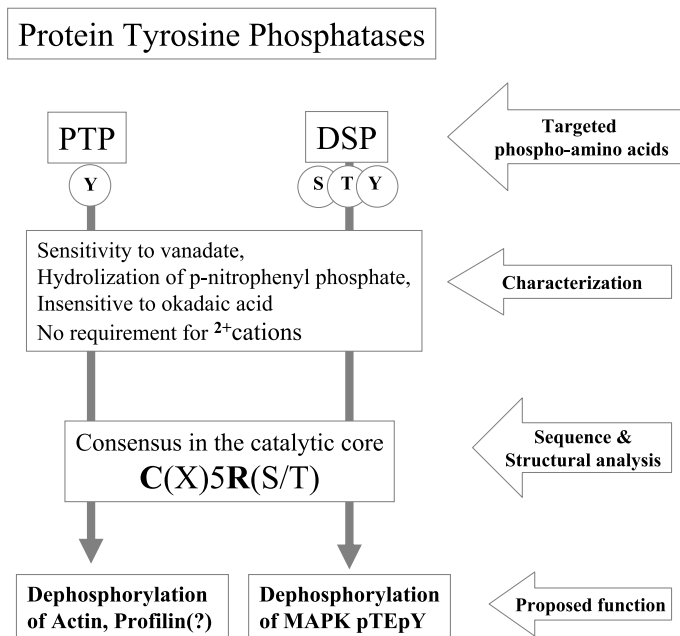 Protein Tyrosine Phosphatases
PTP
DSP
Targeted
phospho-amino acids
Y
S T Y
Sensitivity to vanadate,
Hydrolization of p-nitrophenyl phosphate,
Insensitive to okadaic acid
No requirement for 2+cations
Characterization
Consensus in the catalytic core
C(X)5R(S/T)
Sequence &
Structural analysis
Dephosphorylation
of Actin, Profilin(?)
Dephosphorylation
of MAPK pTEpY
Proposed function